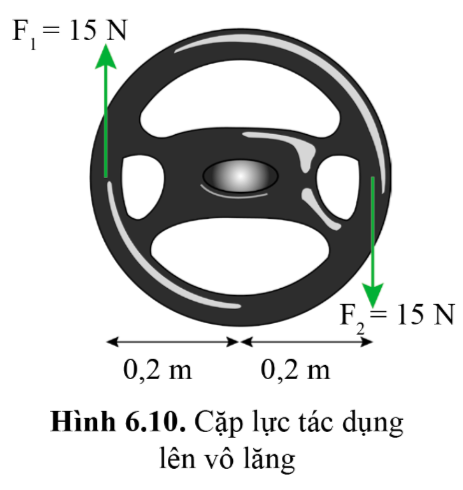 F₁ = 15 N
F₂ = 15 N
0,2 m 0,2 m
Hình 6.10. Cặp lực tác dụng
lên vô lăng